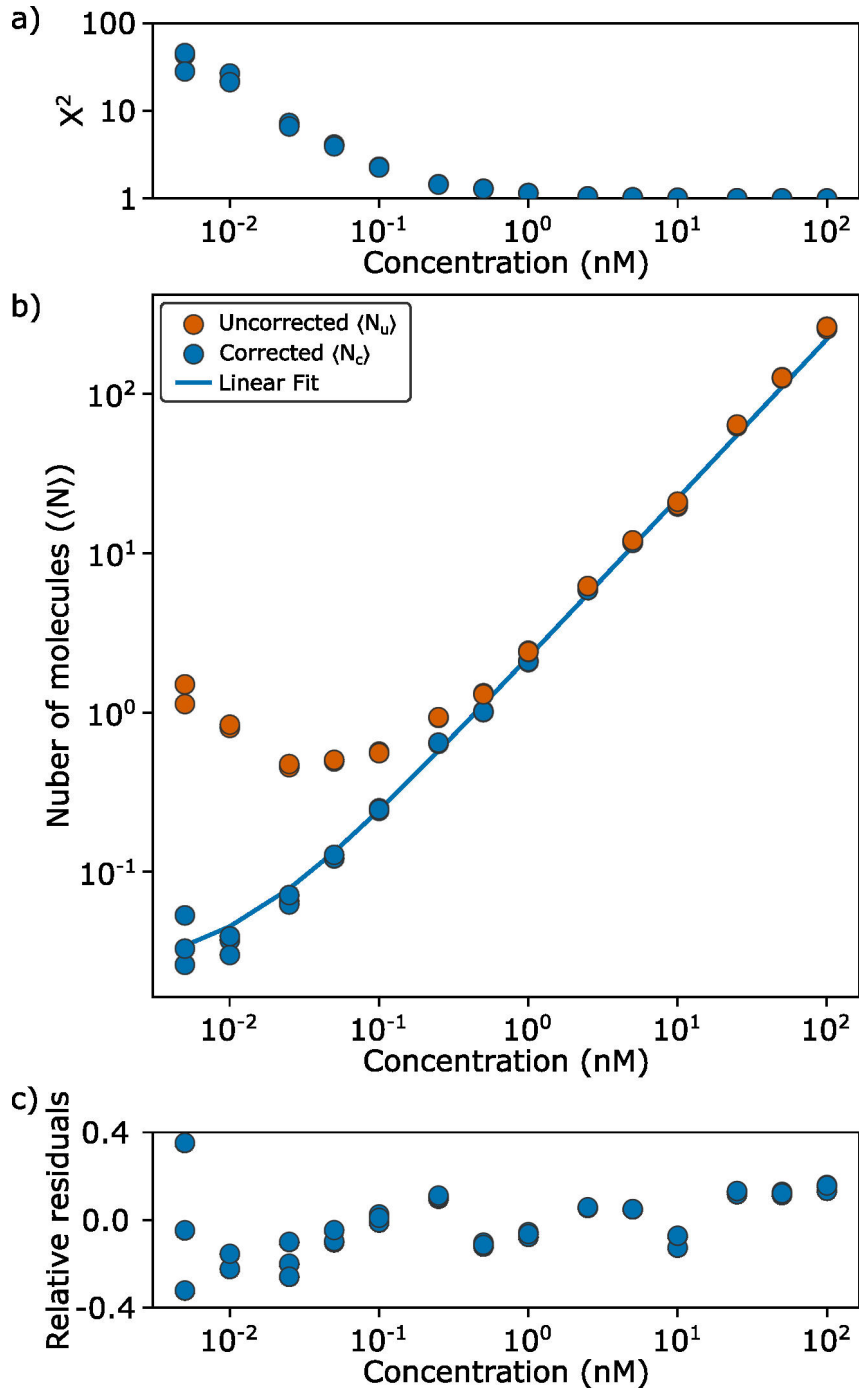 a)
100
10
1
X²
10⁻² 10⁻¹ 10⁰ 10¹ 10²
Concentration (nM)
b)
Uncorrected ⟨Nᵤ⟩
Corrected ⟨N_c⟩
Linear Fit
10²
10¹
10⁰
10⁻¹
Nuber of molecules (⟨N⟩)
10⁻² 10⁻¹ 10⁰ 10¹ 10²
Concentration (nM)
c)
0.4
0.0
-0.4
Relative residuals
10⁻² 10⁻¹ 10⁰ 10¹ 10²
Concentration (nM)